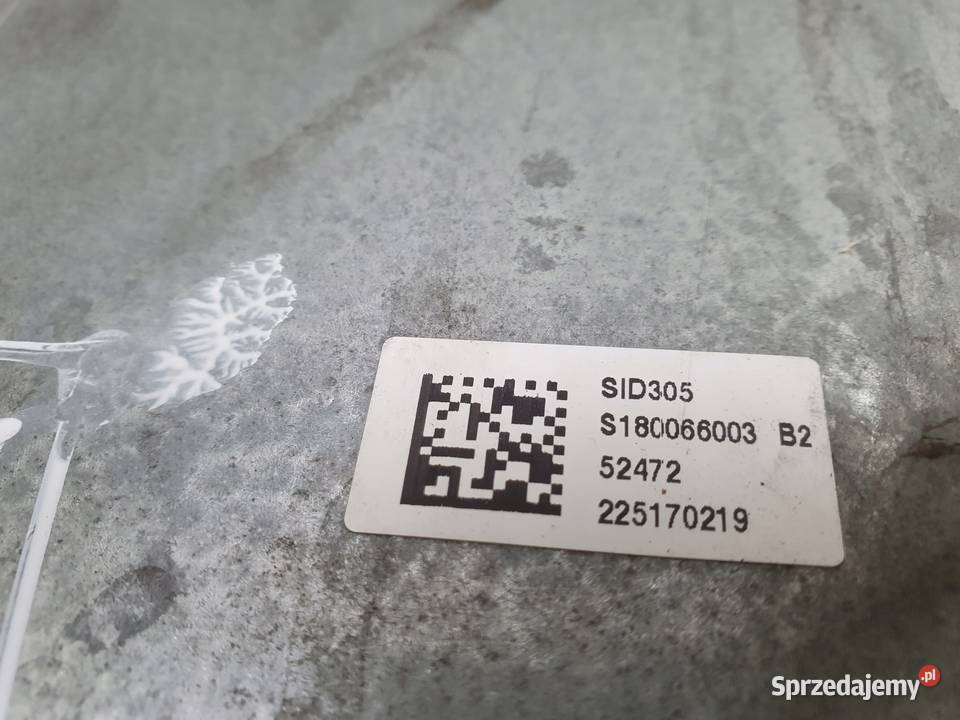 SID305
S180066003 B2
52472
225170219
Sprzedajemy.pl